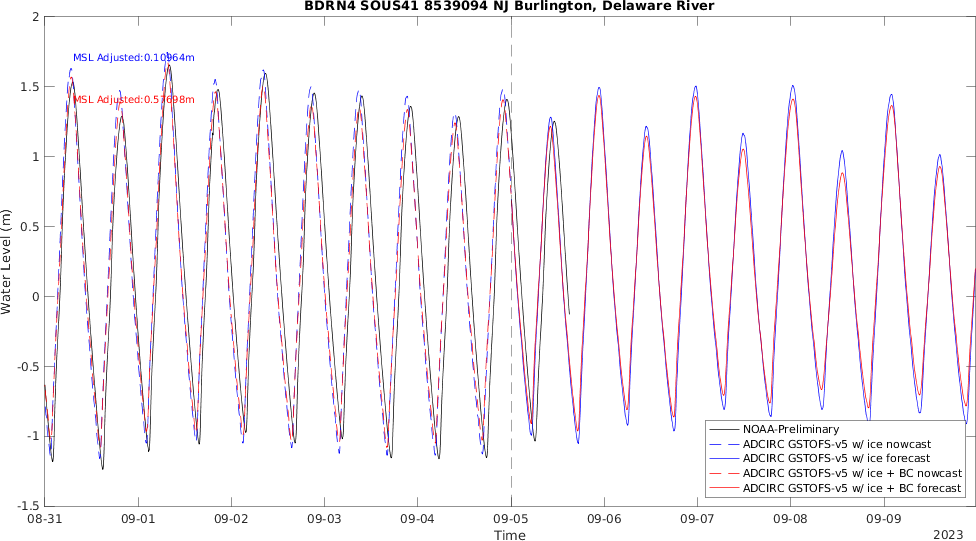 BDRN4 SOUS41 8539094 NJ Burlington, Delaware River
2
MSL Adjusted:0.10964m
1.5
MSL Adjusted:0.57698m
1
0.5
Water Level (m)
0
-0.5
-1
NOAA-Preliminary
ADCIRC GSTOFS-v5 w/ ice nowcast
ADCIRC GSTOFS-v5 w/ ice forecast
ADCIRC GSTOFS-v5 w/ ice + BC nowcast
ADCIRC GSTOFS-v5 w/ ice + BC forecast
-1.5
08-31 09-01 09-02 09-03 09-04 09-05 09-06 09-07 09-08 09-09
Time
2023